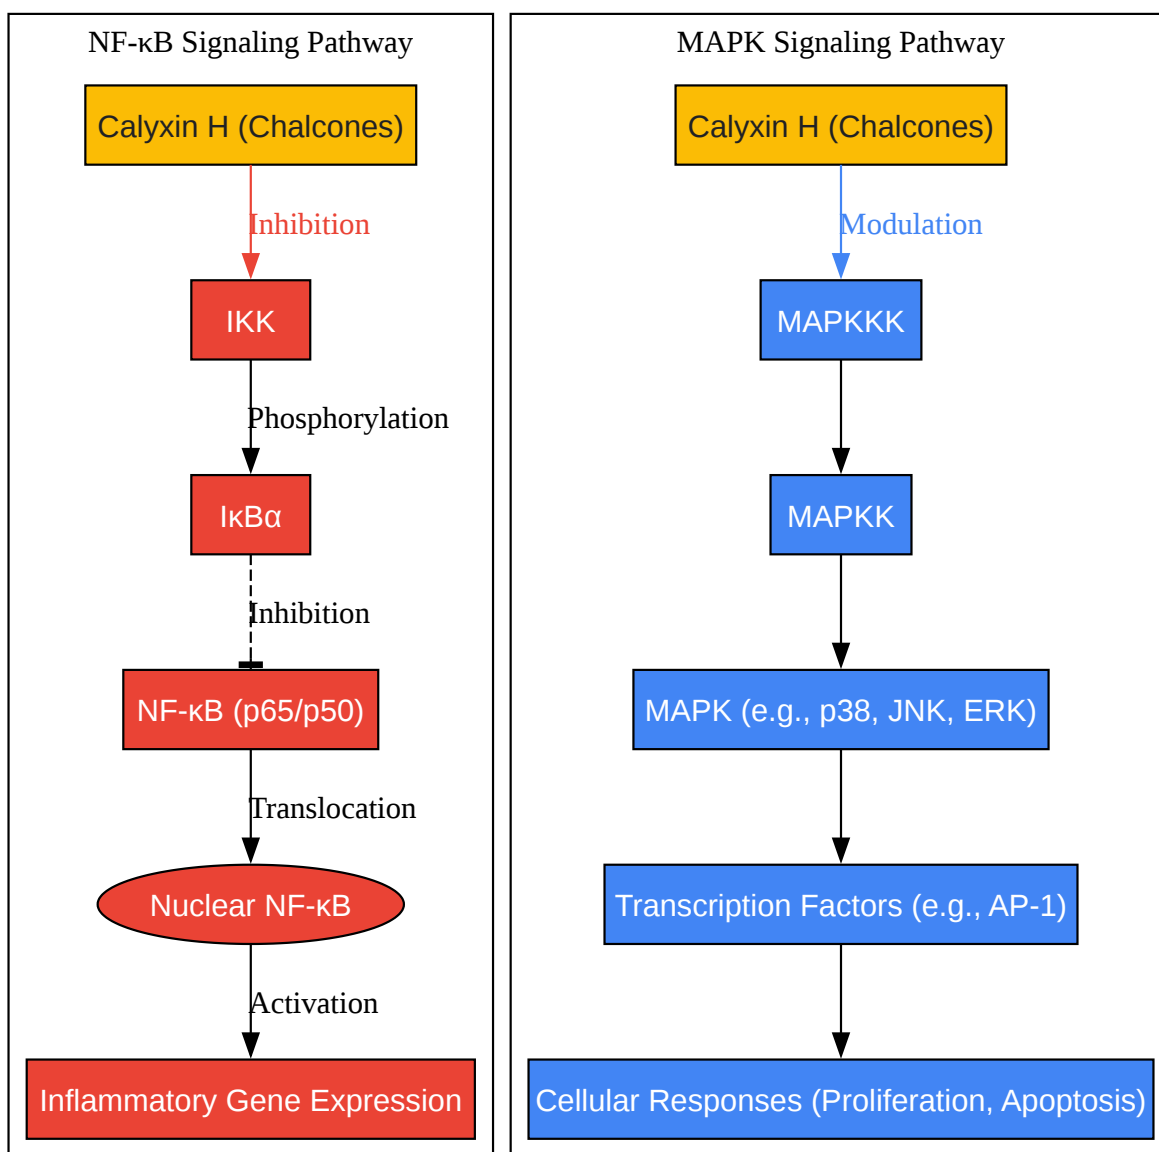 NF-κB Signaling Pathway
Calyxin H (Chalcones)
Inhibition
IKK
Phosphorylation
IκBα
Inhibition
NF-κB (p65/p50)
Translocation
Nuclear NF-κB
Activation
Inflammatory Gene Expression
MAPK Signaling Pathway
Calyxin H (Chalcones)
Modulation
MAPKKK
MAPKK
MAPK (e.g., p38, JNK, ERK)
Transcription Factors (e.g., AP-1)
Cellular Responses (Proliferation, Apoptosis)